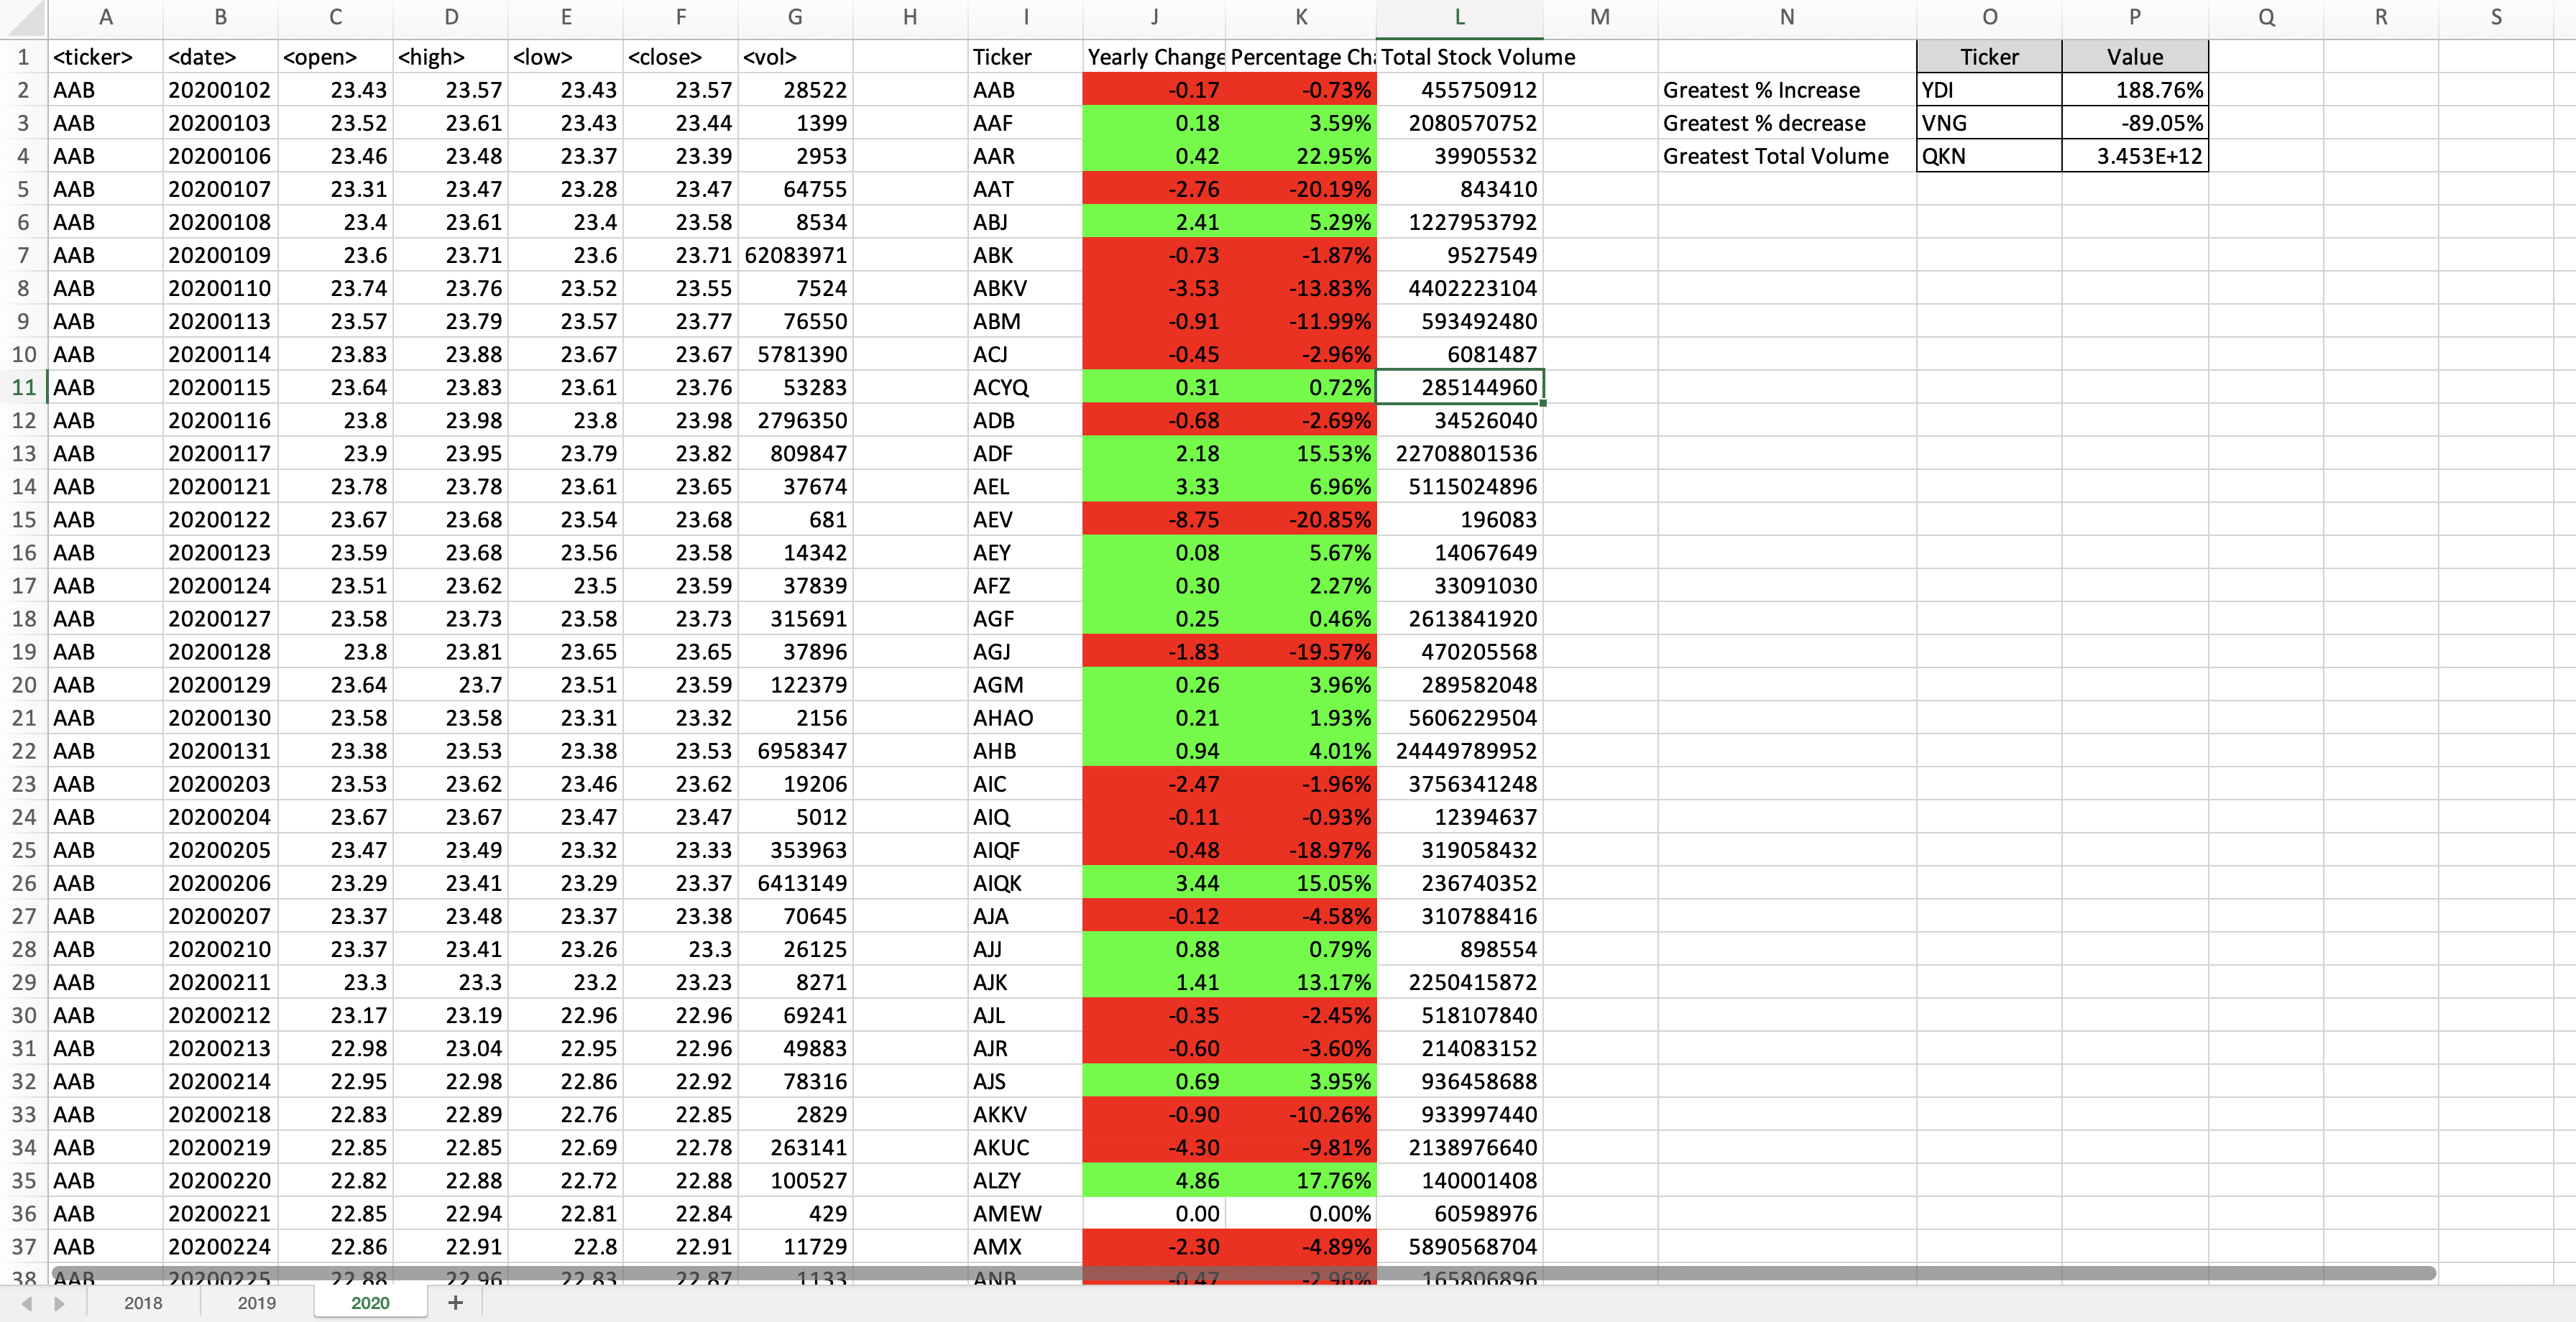 A B C D E F G H I J K L M N O P Q R S
1 <ticker> <date> <open> <high> <low> <close> <vol> Ticker Yearly Change Percentage Cha Total Stock Volume Ticker Value
2 AAB 20200102 23.43 23.57 23.43 23.57 28522 AAB -0.17 -0.73% 455750912 Greatest % Increase YDI 188.76%
3 AAB 20200103 23.52 23.61 23.43 23.44 1399 AAF 0.18 3.59% 2080570752 Greatest % decrease VNG -89.05%
4 AAB 20200106 23.46 23.48 23.37 23.39 2953 AAR 0.42 22.95% 39905532 Greatest Total Volume QKN 3.453E+12
5 AAB 20200107 23.31 23.47 23.28 23.47 64755 AAT -2.76 -20.19% 843410
6 AAB 20200108 23.4 23.61 23.4 23.58 8534 ABJ 2.41 5.29% 1227953792
7 AAB 20200109 23.6 23.71 23.6 23.71 62083971 ABK -0.73 -1.87% 9527549
8 AAB 20200110 23.74 23.76 23.52 23.55 7524 ABKV -3.53 -13.83% 4402223104
9 AAB 20200113 23.57 23.79 23.57 23.77 76550 ABM -0.91 -11.99% 593492480
10 AAB 20200114 23.83 23.88 23.67 23.67 5781390 ACJ -0.45 -2.96% 6081487
11 AAB 20200115 23.64 23.83 23.61 23.76 53283 ACYQ 0.31 0.72% 285144960
12 AAB 20200116 23.8 23.98 23.8 23.98 2796350 ADB -0.68 -2.69% 34526040
13 AAB 20200117 23.9 23.95 23.79 23.82 809847 ADF 2.18 15.53% 22708801536
14 AAB 20200121 23.78 23.78 23.61 23.65 37674 AEL 3.33 6.96% 5115024896
15 AAB 20200122 23.67 23.68 23.54 23.68 681 AEV -8.75 -20.85% 196083
16 AAB 20200123 23.59 23.68 23.56 23.58 14342 AEY 0.08 5.67% 14067649
17 AAB 20200124 23.51 23.62 23.5 23.59 37839 AFZ 0.30 2.27% 33091030
18 AAB 20200127 23.58 23.73 23.58 23.73 315691 AGF 0.25 0.46% 2613841920
19 AAB 20200128 23.8 23.81 23.65 23.65 37896 AGJ -1.83 -19.57% 470205568
20 AAB 20200129 23.64 23.7 23.51 23.59 122379 AGM 0.26 3.96% 289582048
21 AAB 20200130 23.58 23.58 23.31 23.32 2156 AHAO 0.21 1.93% 5606229504
22 AAB 20200131 23.38 23.53 23.38 23.53 6958347 AHB 0.94 4.01% 24449789952
23 AAB 20200203 23.53 23.62 23.46 23.62 19206 AIC -2.47 -1.96% 3756341248
24 AAB 20200204 23.67 23.67 23.47 23.47 5012 AIQ -0.11 -0.93% 12394637
25 AAB 20200205 23.47 23.49 23.32 23.33 353963 AIQF -0.48 -18.97% 319058432
26 AAB 20200206 23.29 23.41 23.29 23.37 6413149 AIQK 3.44 15.05% 236740352
27 AAB 20200207 23.37 23.48 23.37 23.38 70645 AJA -0.12 -4.58% 310788416
28 AAB 20200210 23.37 23.41 23.26 23.3 26125 AJJ 0.88 0.79% 898554
29 AAB 20200211 23.3 23.3 23.2 23.23 8271 AJK 1.41 13.17% 2250415872
30 AAB 20200212 23.17 23.19 22.96 22.96 69241 AJL -0.35 -2.45% 518107840
31 AAB 20200213 22.98 23.04 22.95 22.96 49883 AJR -0.60 -3.60% 214083152
32 AAB 20200214 22.95 22.98 22.86 22.92 78316 AJS 0.69 3.95% 936458688
33 AAB 20200218 22.83 22.89 22.76 22.85 2829 AKKV -0.90 -10.26% 933997440
34 AAB 20200219 22.85 22.85 22.69 22.78 263141 AKUC -4.30 -9.81% 2138976640
35 AAB 20200220 22.82 22.88 22.72 22.88 100527 ALZY 4.86 17.76% 140001408
36 AAB 20200221 22.85 22.94 22.81 22.84 429 AMEW 0.00 0.00% 60598976
37 AAB 20200224 22.86 22.91 22.8 22.91 11729 AMX -2.30 -4.89% 5890568704
38 AAB 20200225 22.88 22.96 22.83 22.87 1133 ANB -0.47 -2.96% 165806896
2018 2019 2020 +